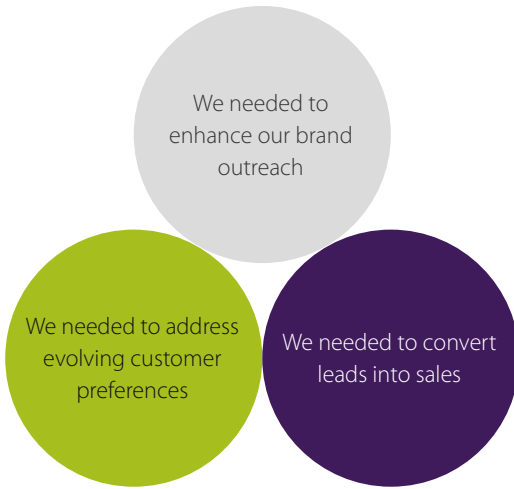 We needed to
enhance our brand
outreach
We needed to address
evolving customer
preferences
We needed to convert
leads into sales